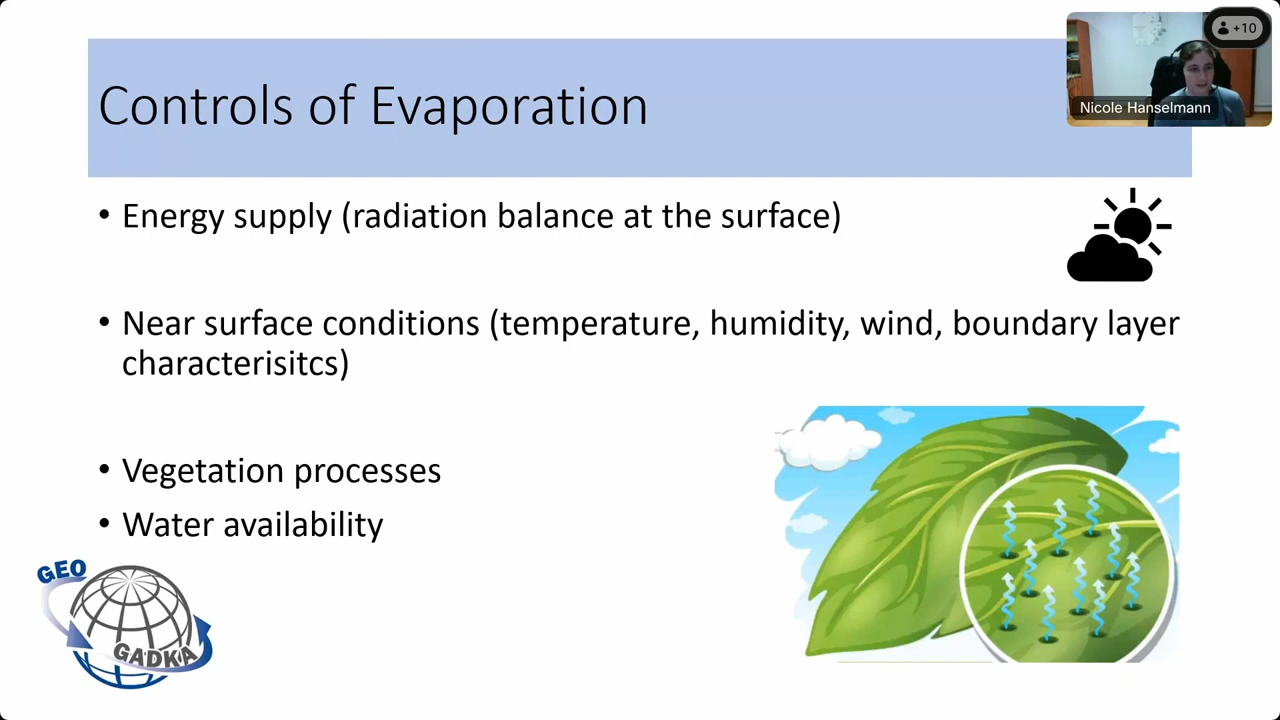 Controls of Evaporation
+10
Nicole Hanselmann
• Energy supply (radiation balance at the surface)
• Near surface conditions (temperature, humidity, wind, boundary layer
characterisitcs)
• Vegetation processes
• Water availability
GEO
GADKA